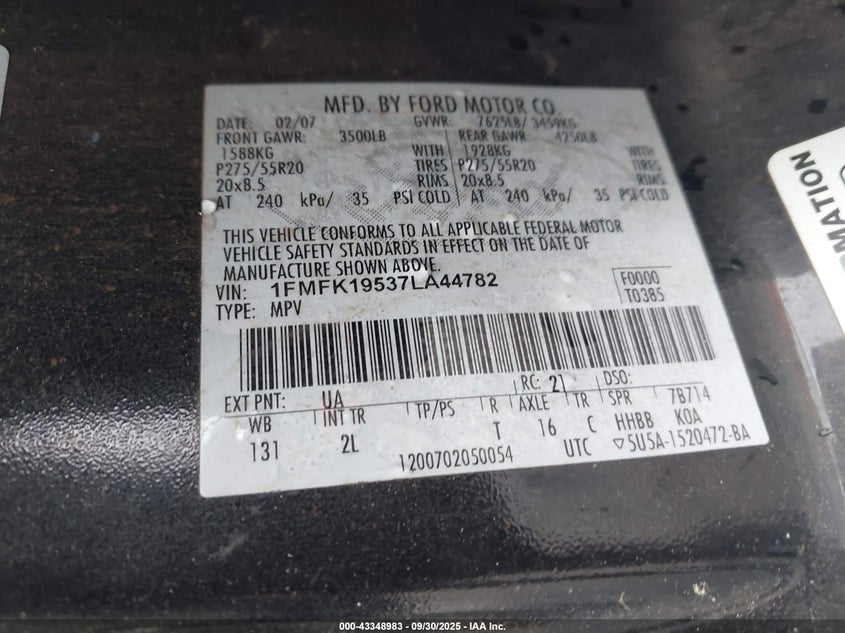 MFD. BY FORD MOTOR CO.
DATE: 02/07 GVWR: 7625LB/ 3459KG
FRONT GAWR: 3500LB REAR GAWR: 4250LB
1588KG WITH 1928KG WITH
P275/55R20 TIRES P275/55R20 TIRES
20x8.5 RIMS 20x8.5 RIMS
AT 240 kPa/ 35 PSI COLD AT 240 kPa/ 35 PSI COLD
THIS VEHICLE CONFORMS TO ALL APPLICABLE FEDERAL MOTOR
VEHICLE SAFETY STANDARDS IN EFFECT ON THE DATE OF
MANUFACTURE SHOWN ABOVE.
VIN: 1FMFK19537LA44782 F0000
TYPE: MPV T0385
RC: 21 DSO:
EXT PNT: UA
WB INT TR TP/PS R AXLE TR SPR 7B714
131 2L T 16 C HHBB K0A
1200702050054 UTC ▽5U5A-1520472-BA
RMATION
000-43348983 - 09/30/2025 - IAA Inc.